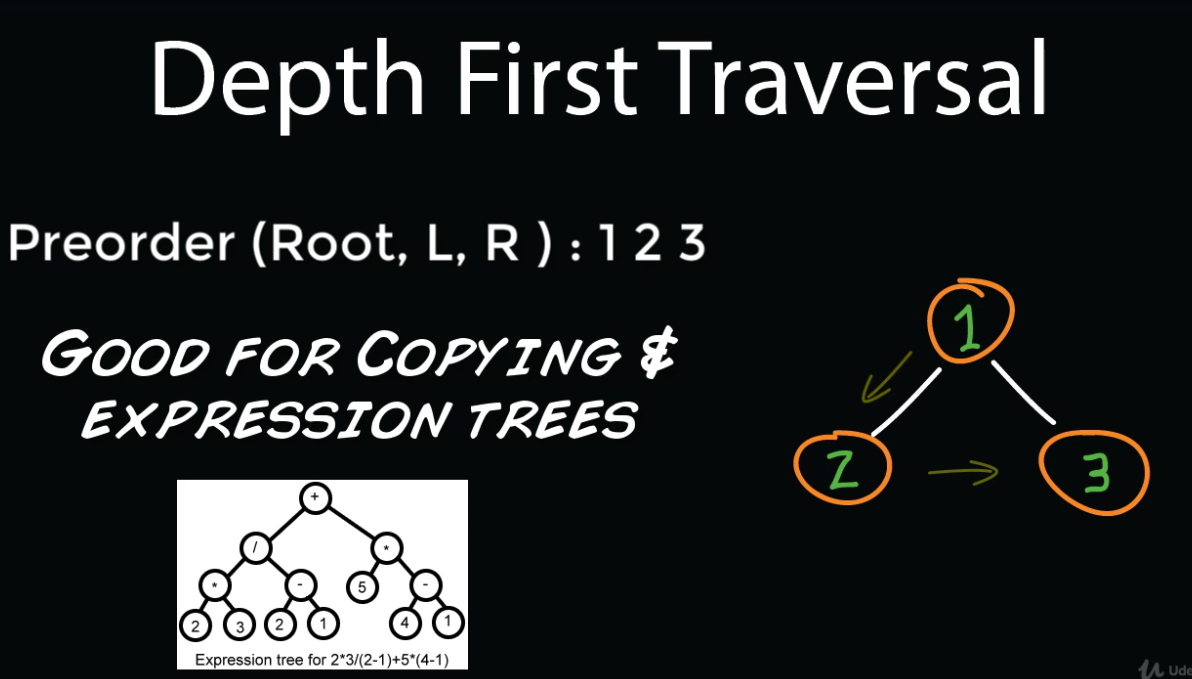 Depth First Traversal
Preorder (Root, L, R ) : 1 2 3
GOOD FOR COPYING &
EXPRESSION TREES
1
2
3
+
/ *
* - 5 -
2 3 2 1 4 1
Expression tree for 2*3/(2-1)+5*(4-1)